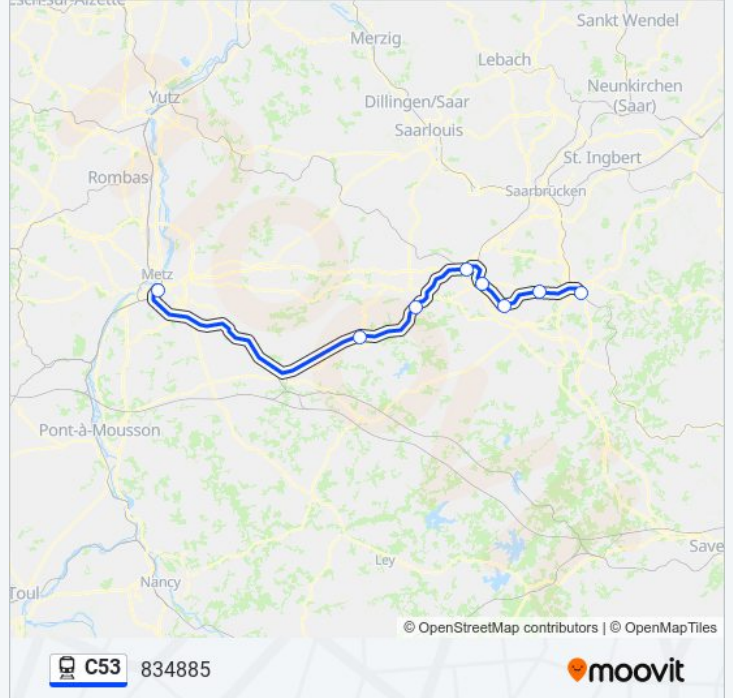 Esch-sur-Alzette
Sankt Wendel
Merzig
Lebach
Neunkirchen
(Saar)
Yutz
Dillingen/Saar
Saarlouis
St. Ingbert
Rombas
Saarbrücken
Metz
Pont-à-Mousson
Ley
Save
Nancy
Toul
© OpenStreetMap contributors | © OpenMapTiles
C53 834885
moovit